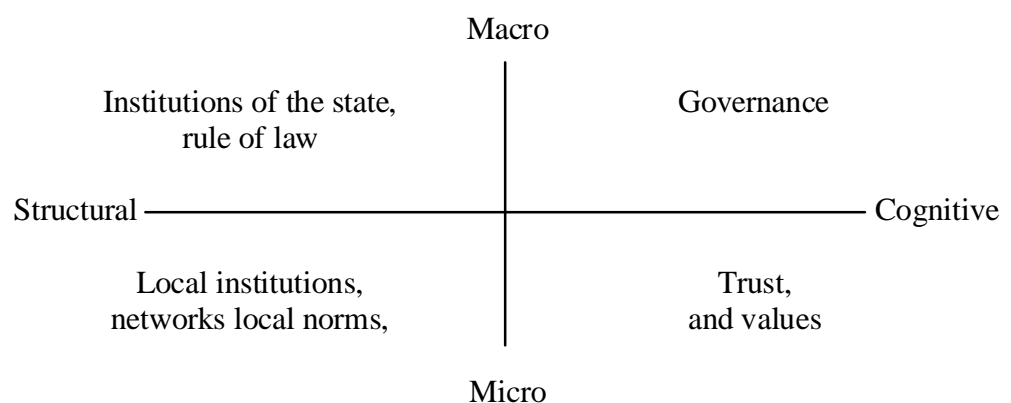 Macro
Institutions of the state,
rule of law
Governance
Structural
Cognitive
Local institutions,
networks local norms,
Trust,
and values
Micro